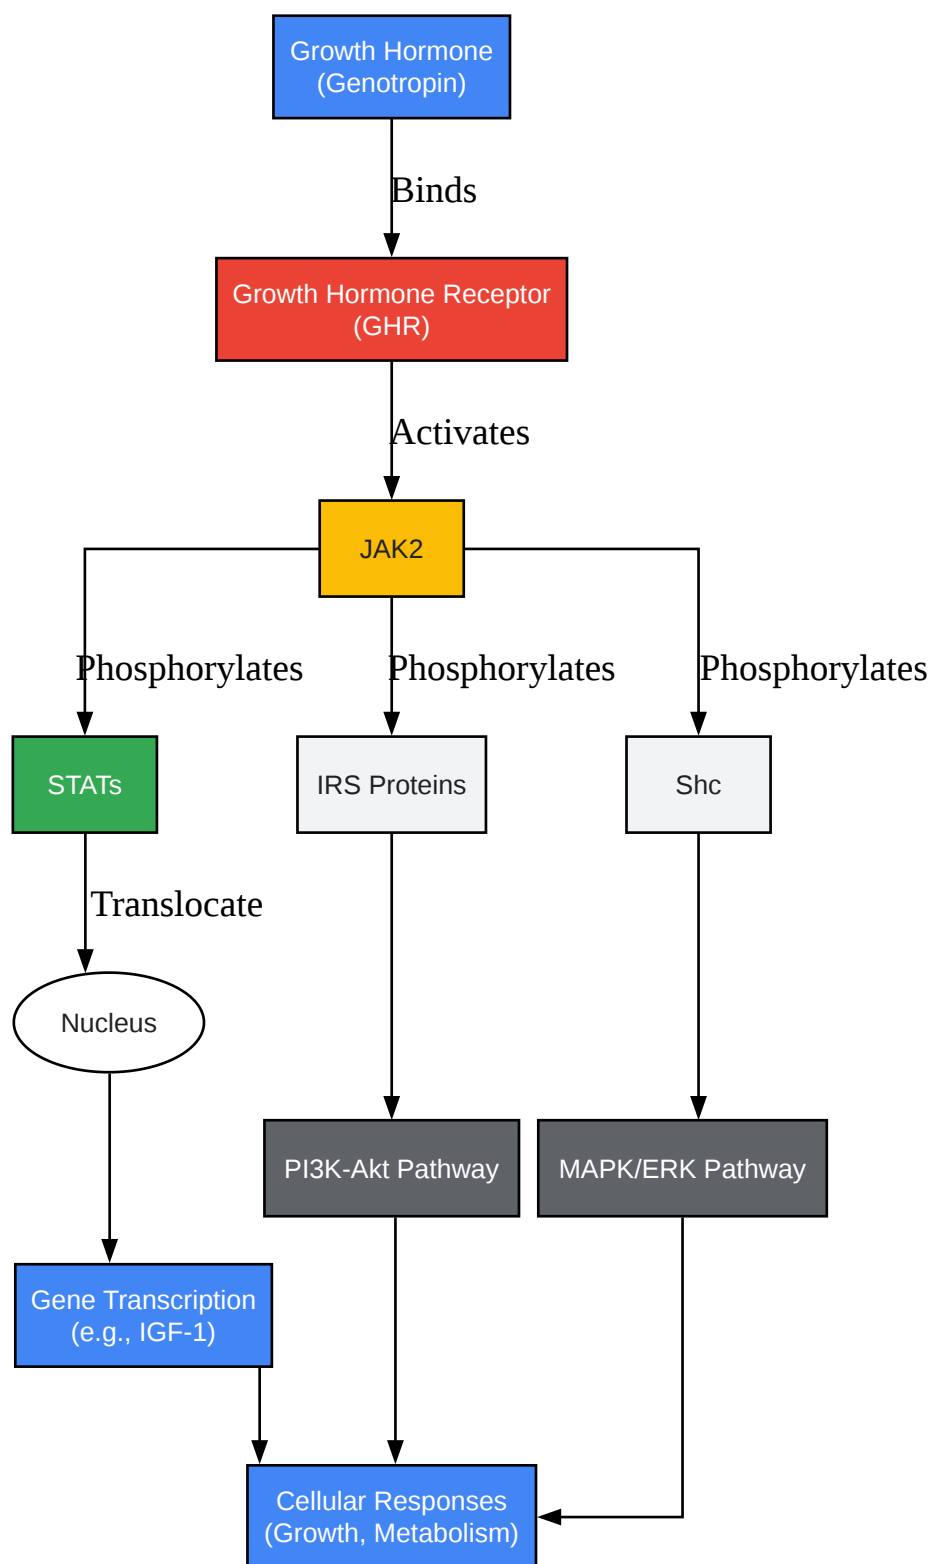 Growth Hormone
(Genotropin)
Binds
Growth Hormone Receptor
(GHR)
Activates
JAK2
Phosphorylates
Phosphorylates
Phosphorylates
STATs
IRS Proteins
Shc
Translocate
Nucleus
PI3K-Akt Pathway
MAPK/ERK Pathway
Gene Transcription
(e.g., IGF-1)
Cellular Responses
(Growth, Metabolism)